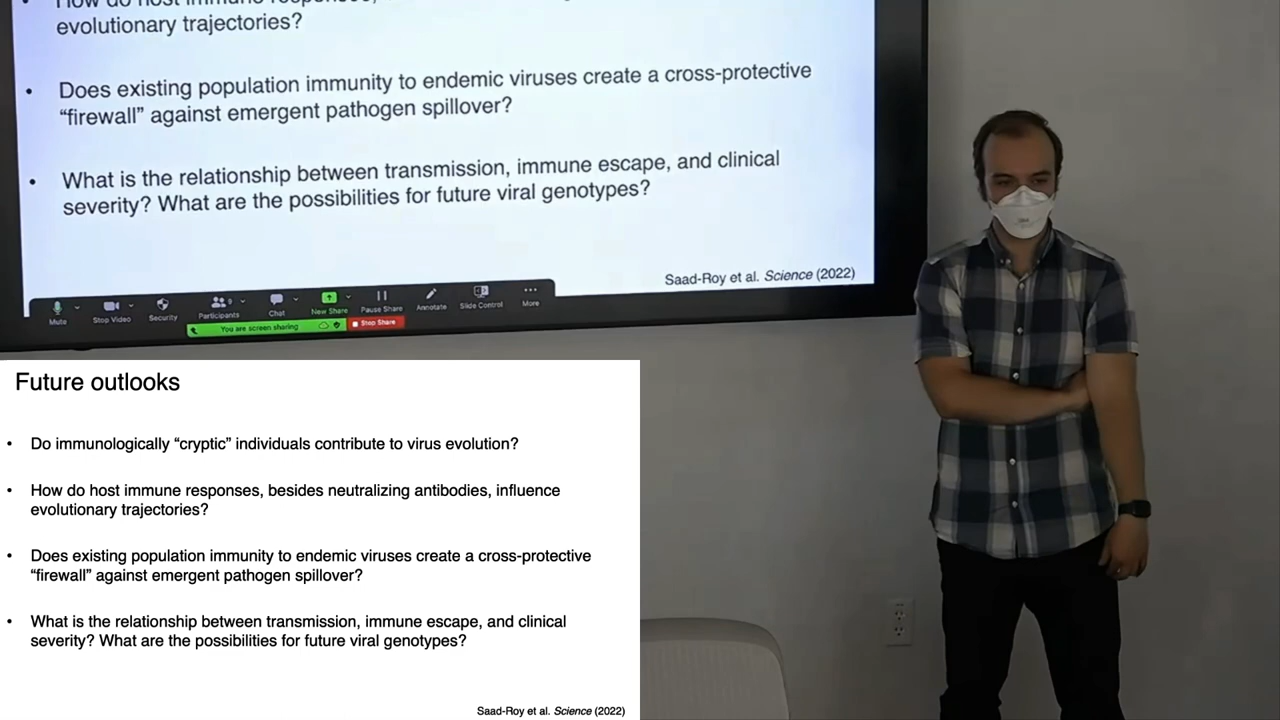 How do host immune responses,
evolutionary trajectories?
• Does existing population immunity to endemic viruses create a cross-protective
“firewall” against emergent pathogen spillover?
• What is the relationship between transmission, immune escape, and clinical
severity? What are the possibilities for future viral genotypes?
Saad-Roy et al. Science (2022)
Mute
Stop Video
Security
Participants
Chat
New Share
Pause Share
Annotate
Slide Control
More
You are screen sharing
Stop Share
Future outlooks
• Do immunologically “cryptic” individuals contribute to virus evolution?
• How do host immune responses, besides neutralizing antibodies, influence
evolutionary trajectories?
• Does existing population immunity to endemic viruses create a cross-protective
“firewall” against emergent pathogen spillover?
• What is the relationship between transmission, immune escape, and clinical
severity? What are the possibilities for future viral genotypes?
Saad-Roy et al. Science (2022)